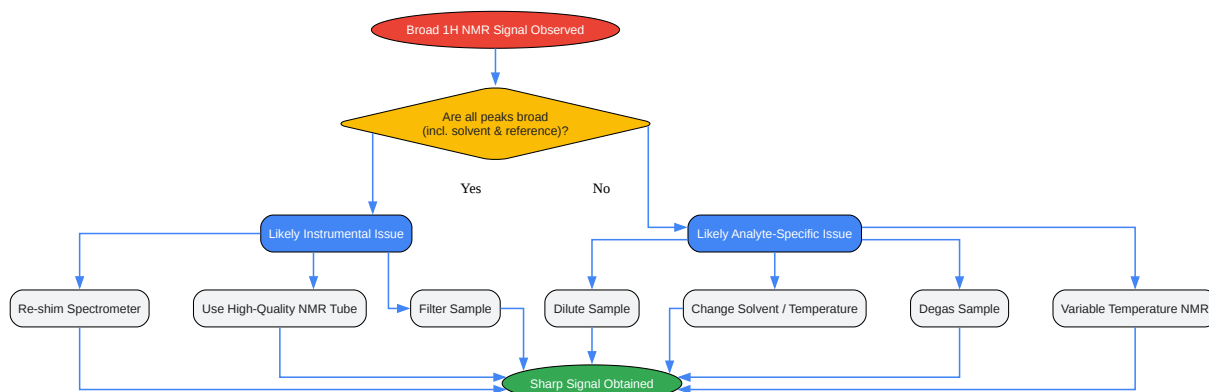 Broad 1H NMR Signal Observed
Are all peaks broad
(incl. solvent & reference)?
Yes
No
Likely Instrumental Issue
Likely Analyte-Specific Issue
Re-shim Spectrometer
Use High-Quality NMR Tube
Filter Sample
Dilute Sample
Change Solvent / Temperature
Degas Sample
Variable Temperature NMR
Sharp Signal Obtained